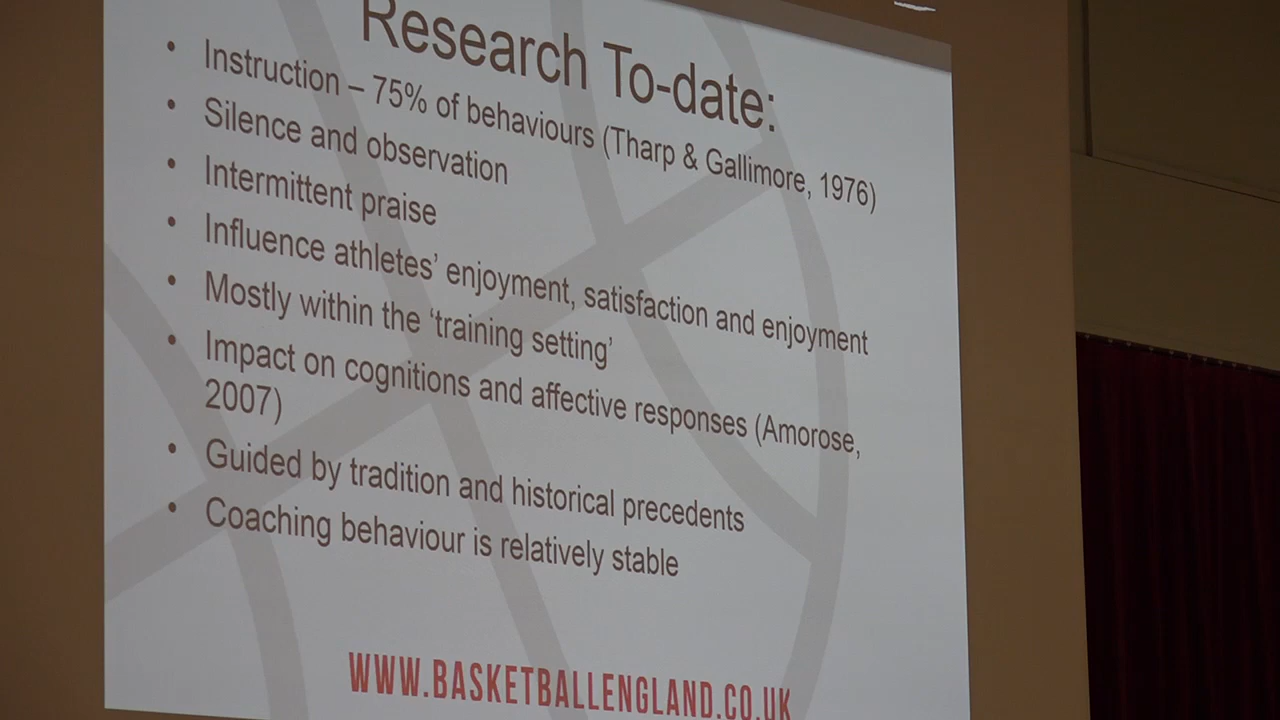 Research To-date:
• Instruction – 75% of behaviours (Tharp & Gallimore, 1976)
• Silence and observation
• Intermittent praise
• Influence athletes’ enjoyment, satisfaction and enjoyment
• Mostly within the ‘training setting’
• Impact on cognitions and affective responses (Amorose,
2007)
• Guided by tradition and historical precedents
• Coaching behaviour is relatively stable
WWW.BASKETBALLENGLAND.CO.UK